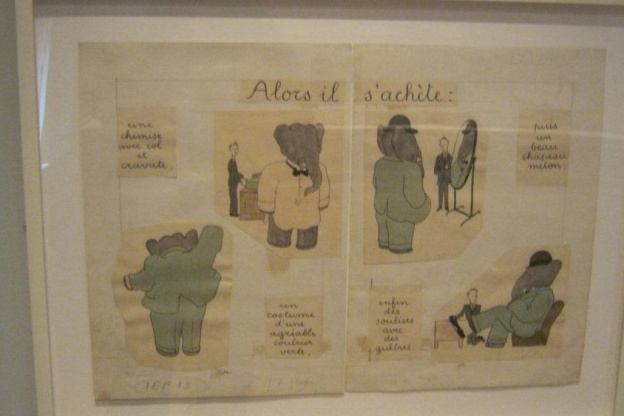 Alors il s'achète:
une
chimise
avec col
et
cravate,
puis
un
beau
chapeau
melon
un
costume
d'une
agréable
couleur
verte,
enfin
des
souliers
avec
des
guêtres.